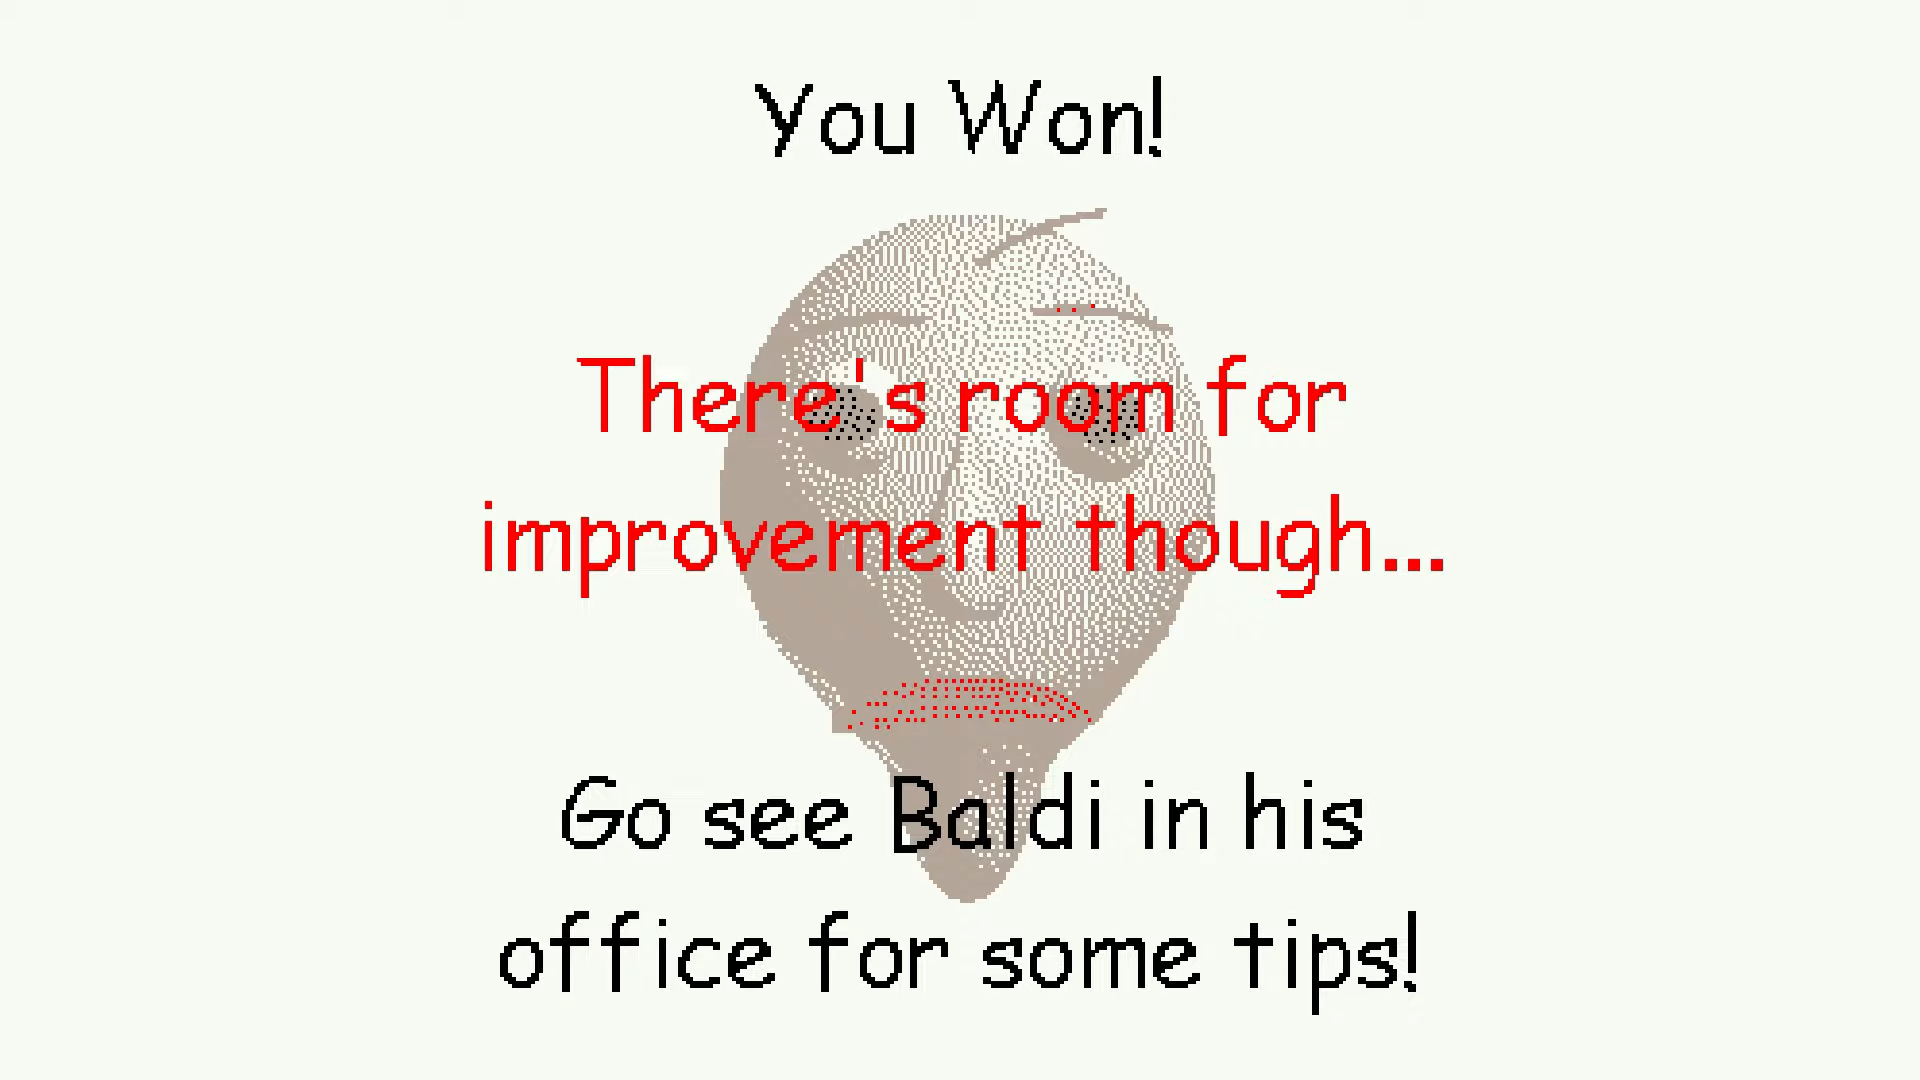 You Won!
There's room for
improvement though...
Go see Baldi in his
office for some tips!